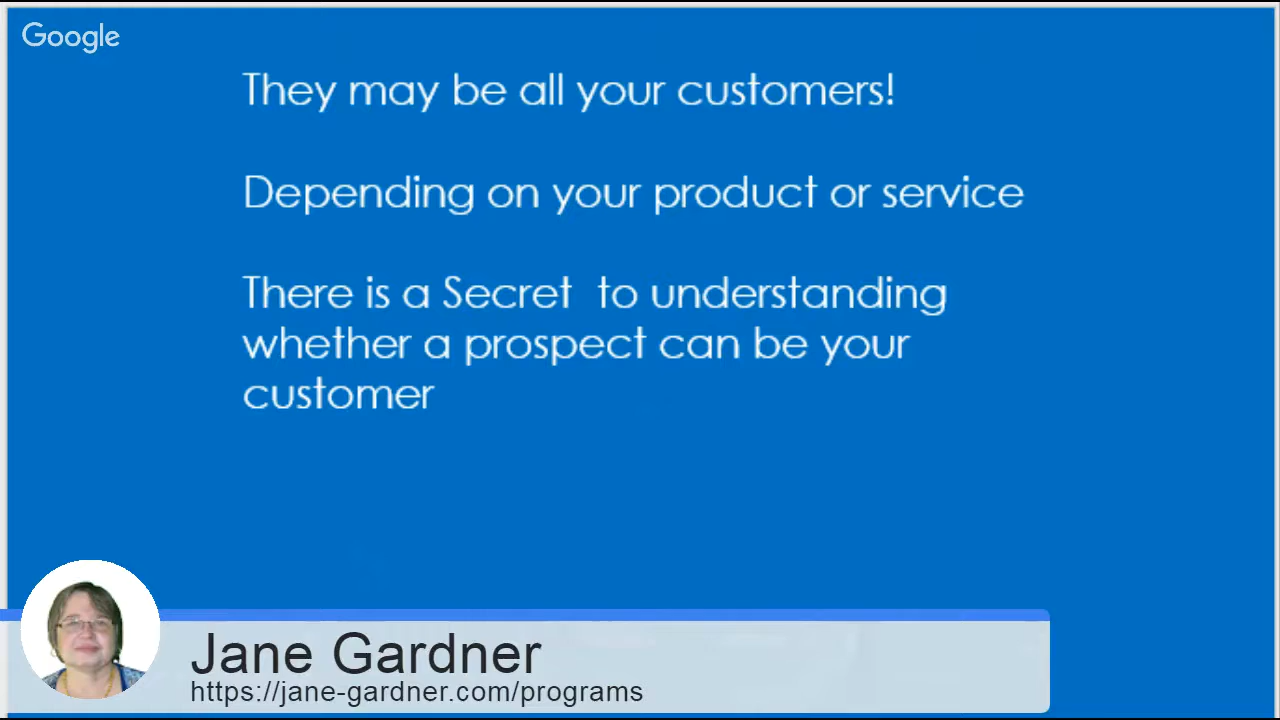 Google
They may be all your customers!
Depending on your product or service
There is a Secret  to understanding
whether a prospect can be your
customer
Jane Gardner
https://jane-gardner.com/programs